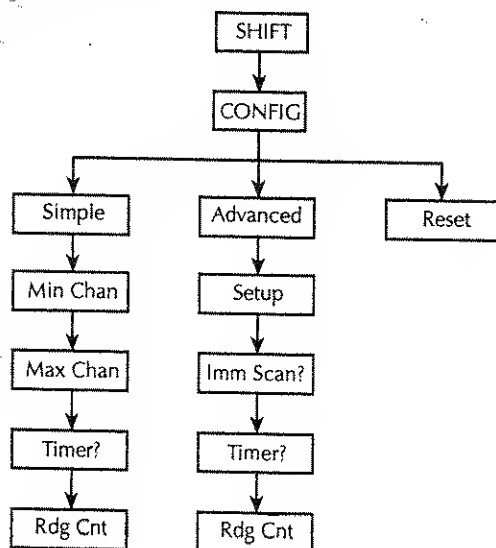 SHIFT
CONFIG
Simple
Advanced
Reset
Min Chan
Setup
Max Chan
Imm Scan?
Timer?
Timer?
Rdg Cnt
Rdg Cnt